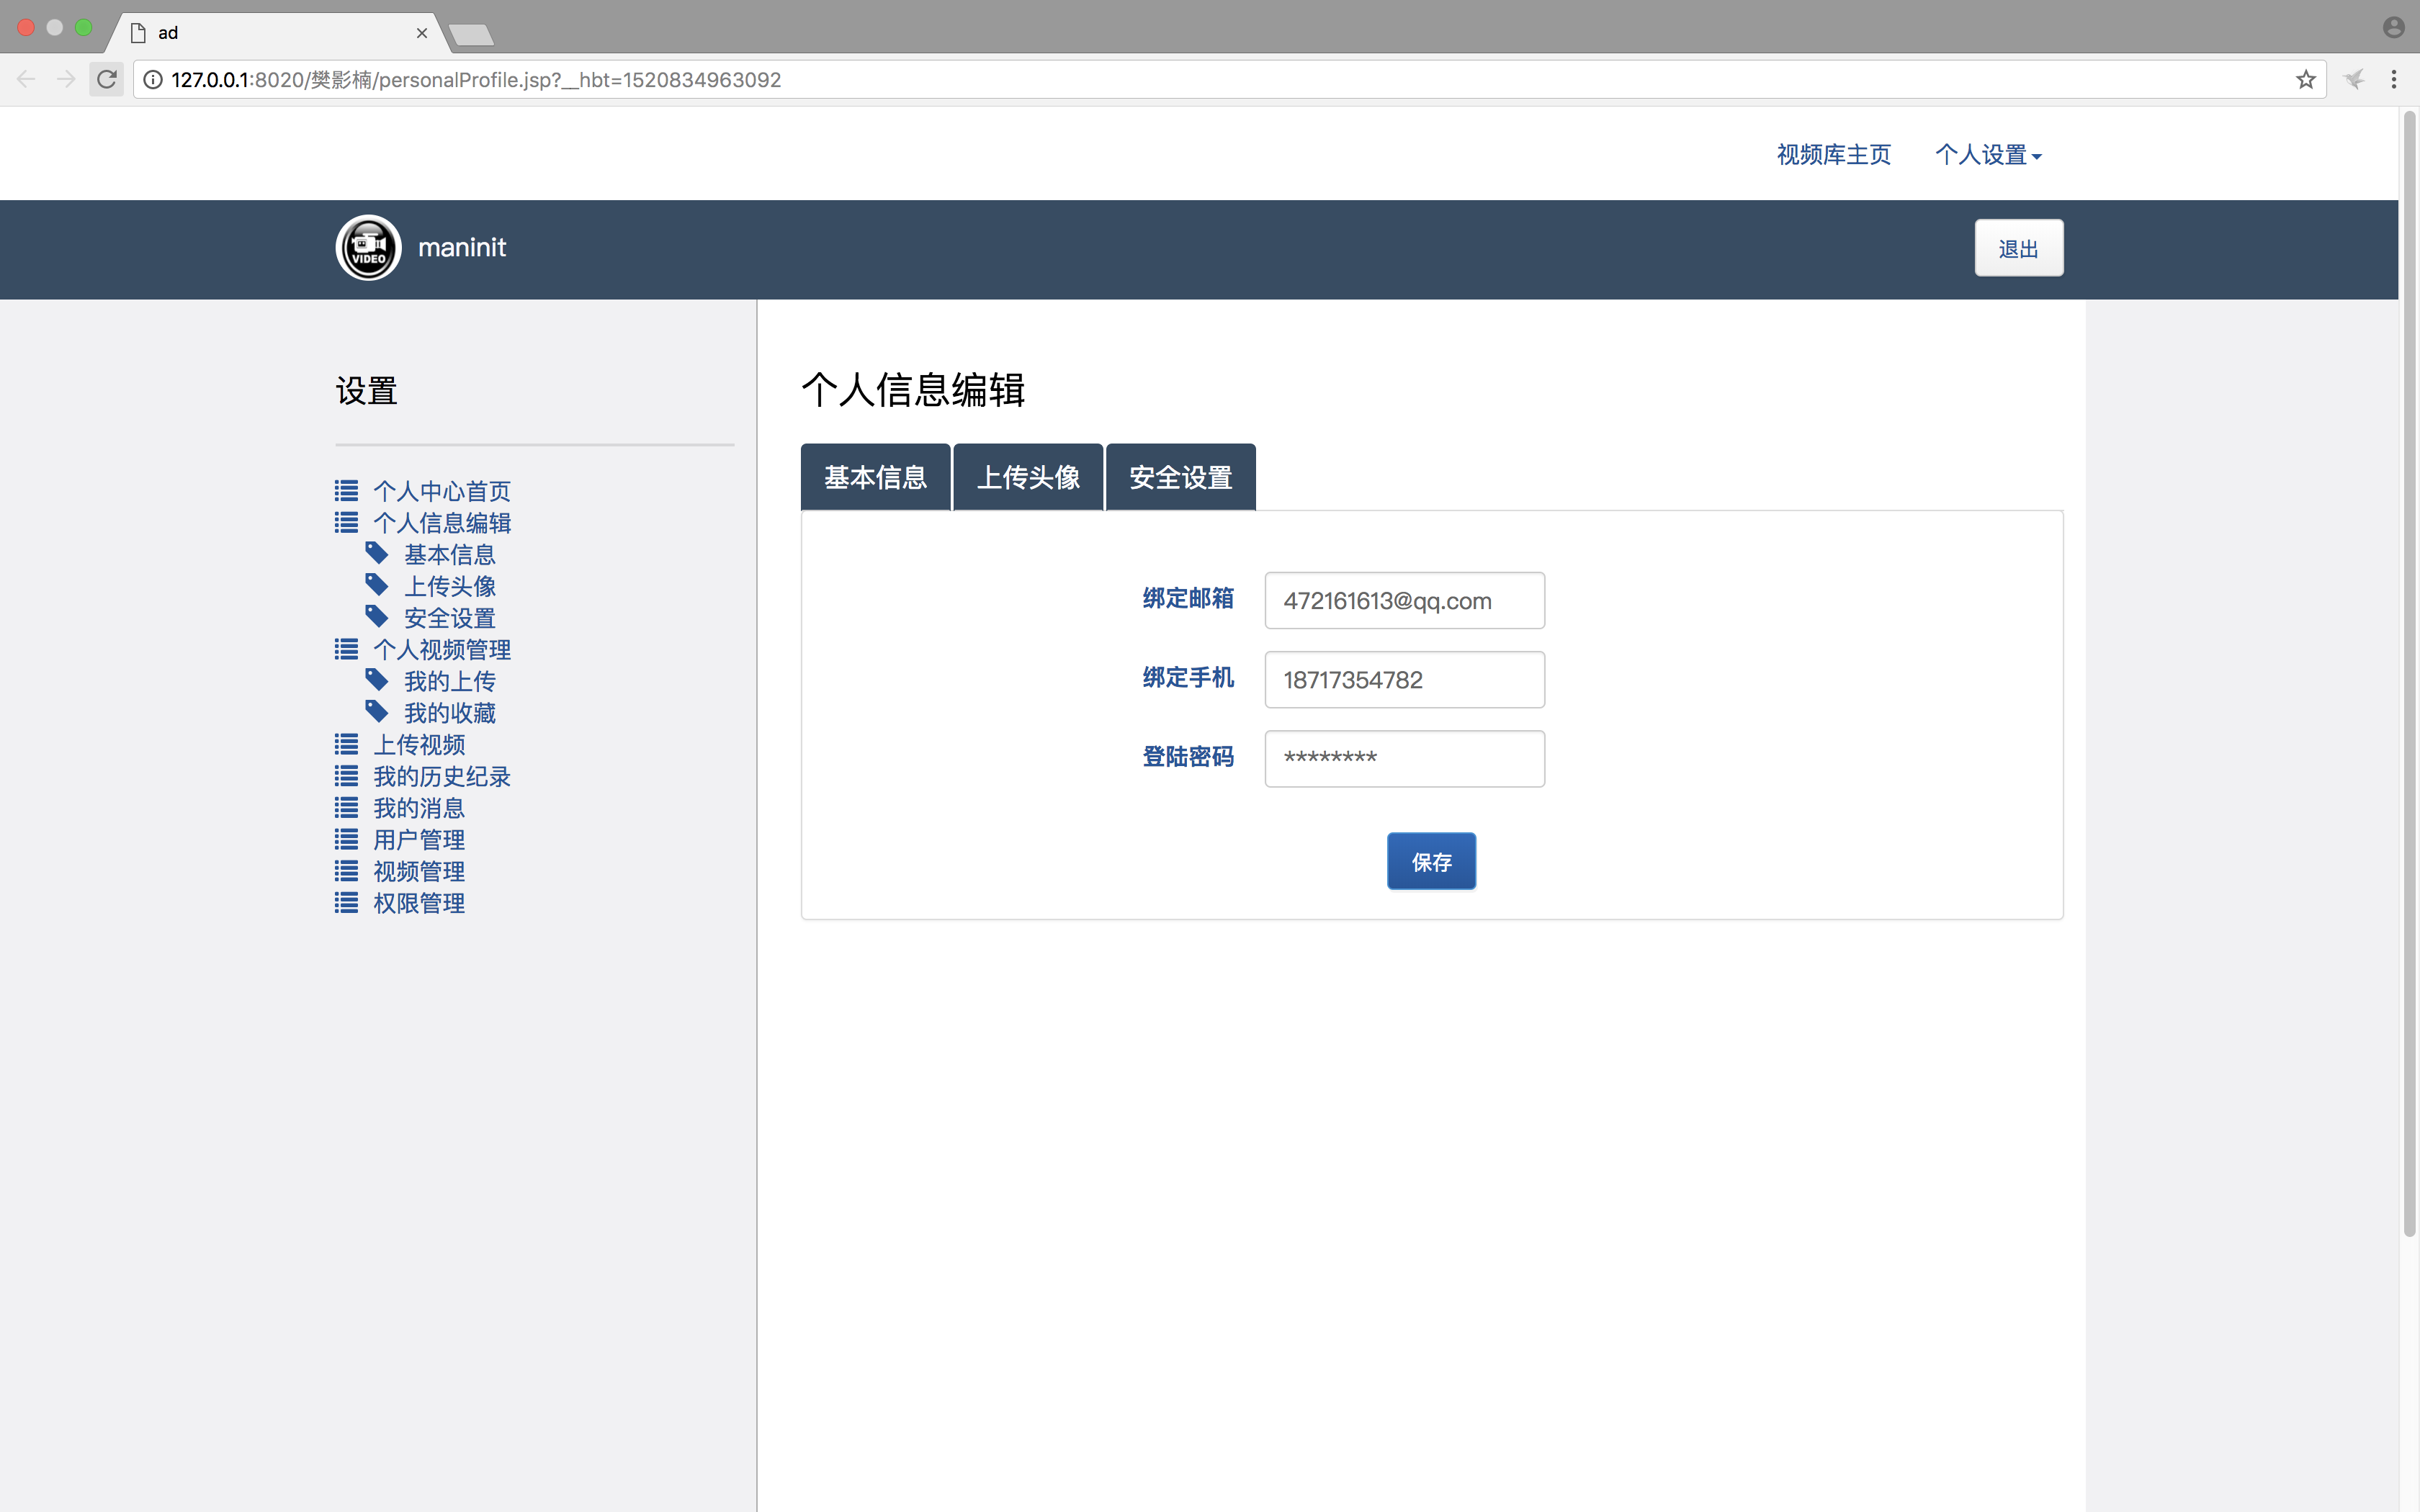 ad
127.0.0.1:8020/樊影楠/personalProfile.jsp?__hbt=1520834963092
视频库主页 个人设置
VIDEO maninit 退出
设置
个人中心首页
个人信息编辑
基本信息
上传头像
安全设置
个人视频管理
我的上传
我的收藏
上传视频
我的历史纪录
我的消息
用户管理
视频管理
权限管理
个人信息编辑
基本信息 上传头像 安全设置
绑定邮箱 472161613@qq.com
绑定手机 18717354782
登陆密码 ********
保存